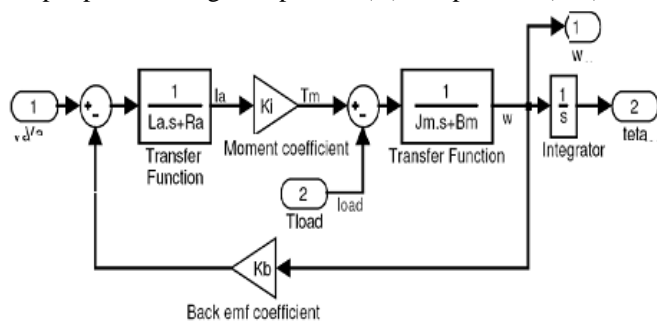 1
w
1
La.s+Ra
Ia
Ki
Tm
1
Jm.s+Bm
w
1
s
2
teta
1
Transfer
Function
Moment coefficient
Transfer Function
Integrator
2
Tload
load
Kb
Back emf coefficient